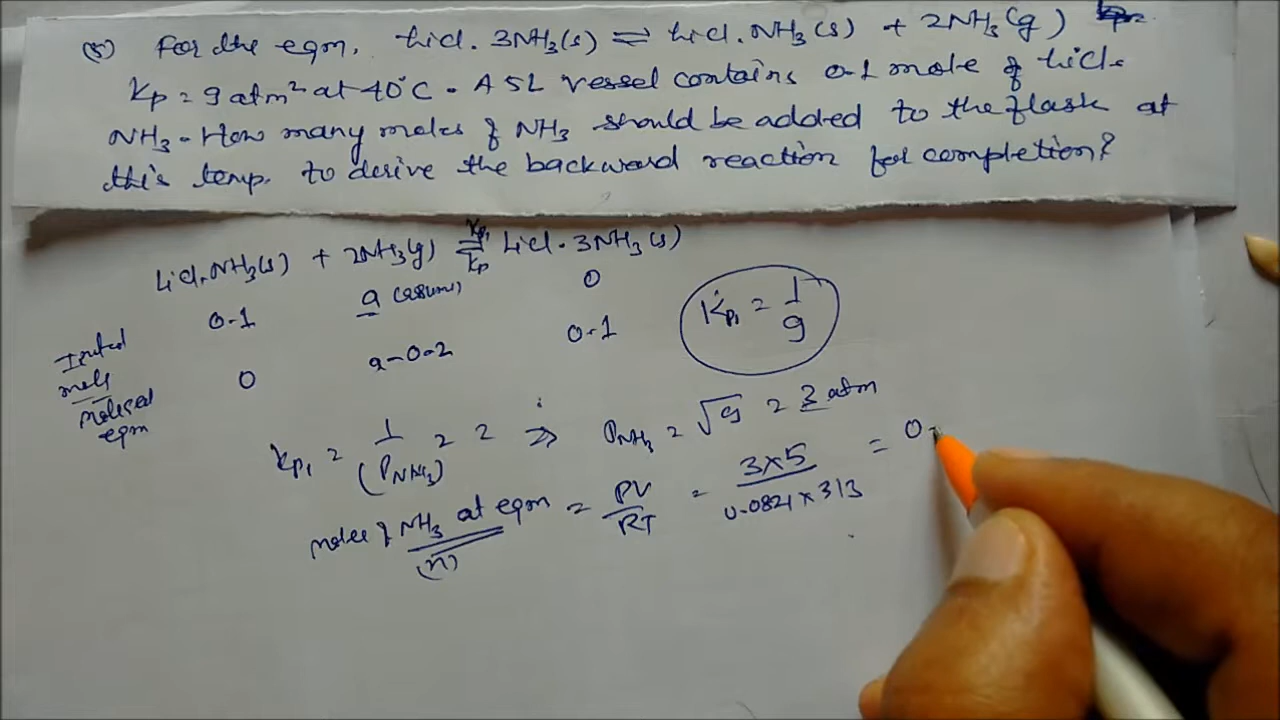 (5) For the eqm, Licl. 3NH3(s) ⇌ Licl. NH3(s) + 2NH3(g)
Kp = 9 atm² at 40°C. A 5L vessel contains 0.1 mole of Licl.
NH3. How many moles of NH3 should be added to the flask at
this temp. to derive the backward reaction for completion?
Licl.NH3(s) + 2NH3(g) ⇌ Licl. 3NH3(s)
Kp1
Kp
Initial mole 0.1 a (assume) 0
Moles at eqm 0 a-0.2 0.1
Kp1 = 1/9
Kp1 = 1/(PNH3) = 2 ⇒ PNH3 = √9 = 3 atm
moles of NH3 at eqm (n) = PV/RT = 3×5/0.0821×313 = 0.